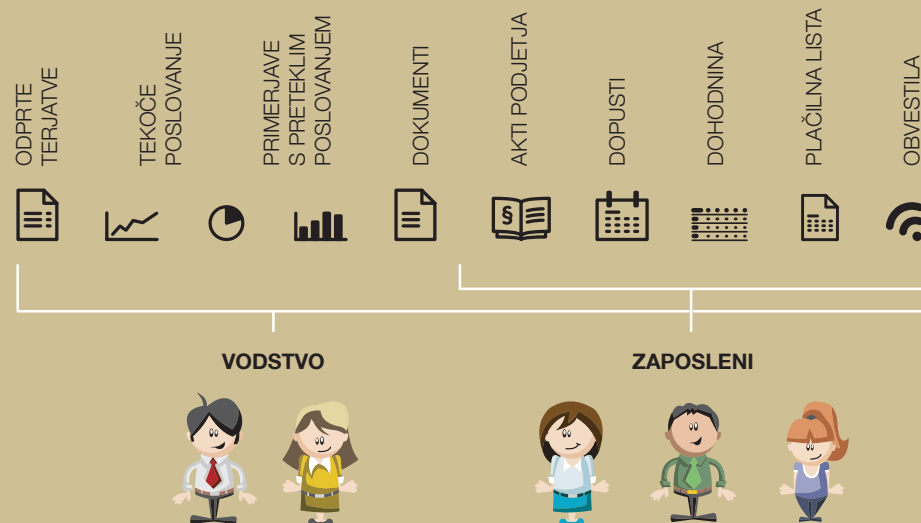 ODPRTE
TERJATVE
TEKOČE
POSLOVANJE
PRIMERJAVE
S PRETEKLIM
POSLOVANJEM
DOKUMENTI
AKTI PODJETJA
DOPUSTI
DOHODNINA
PLAČILNA LISTA
OBVESTILA
§
VODSTVO
ZAPOSLENI